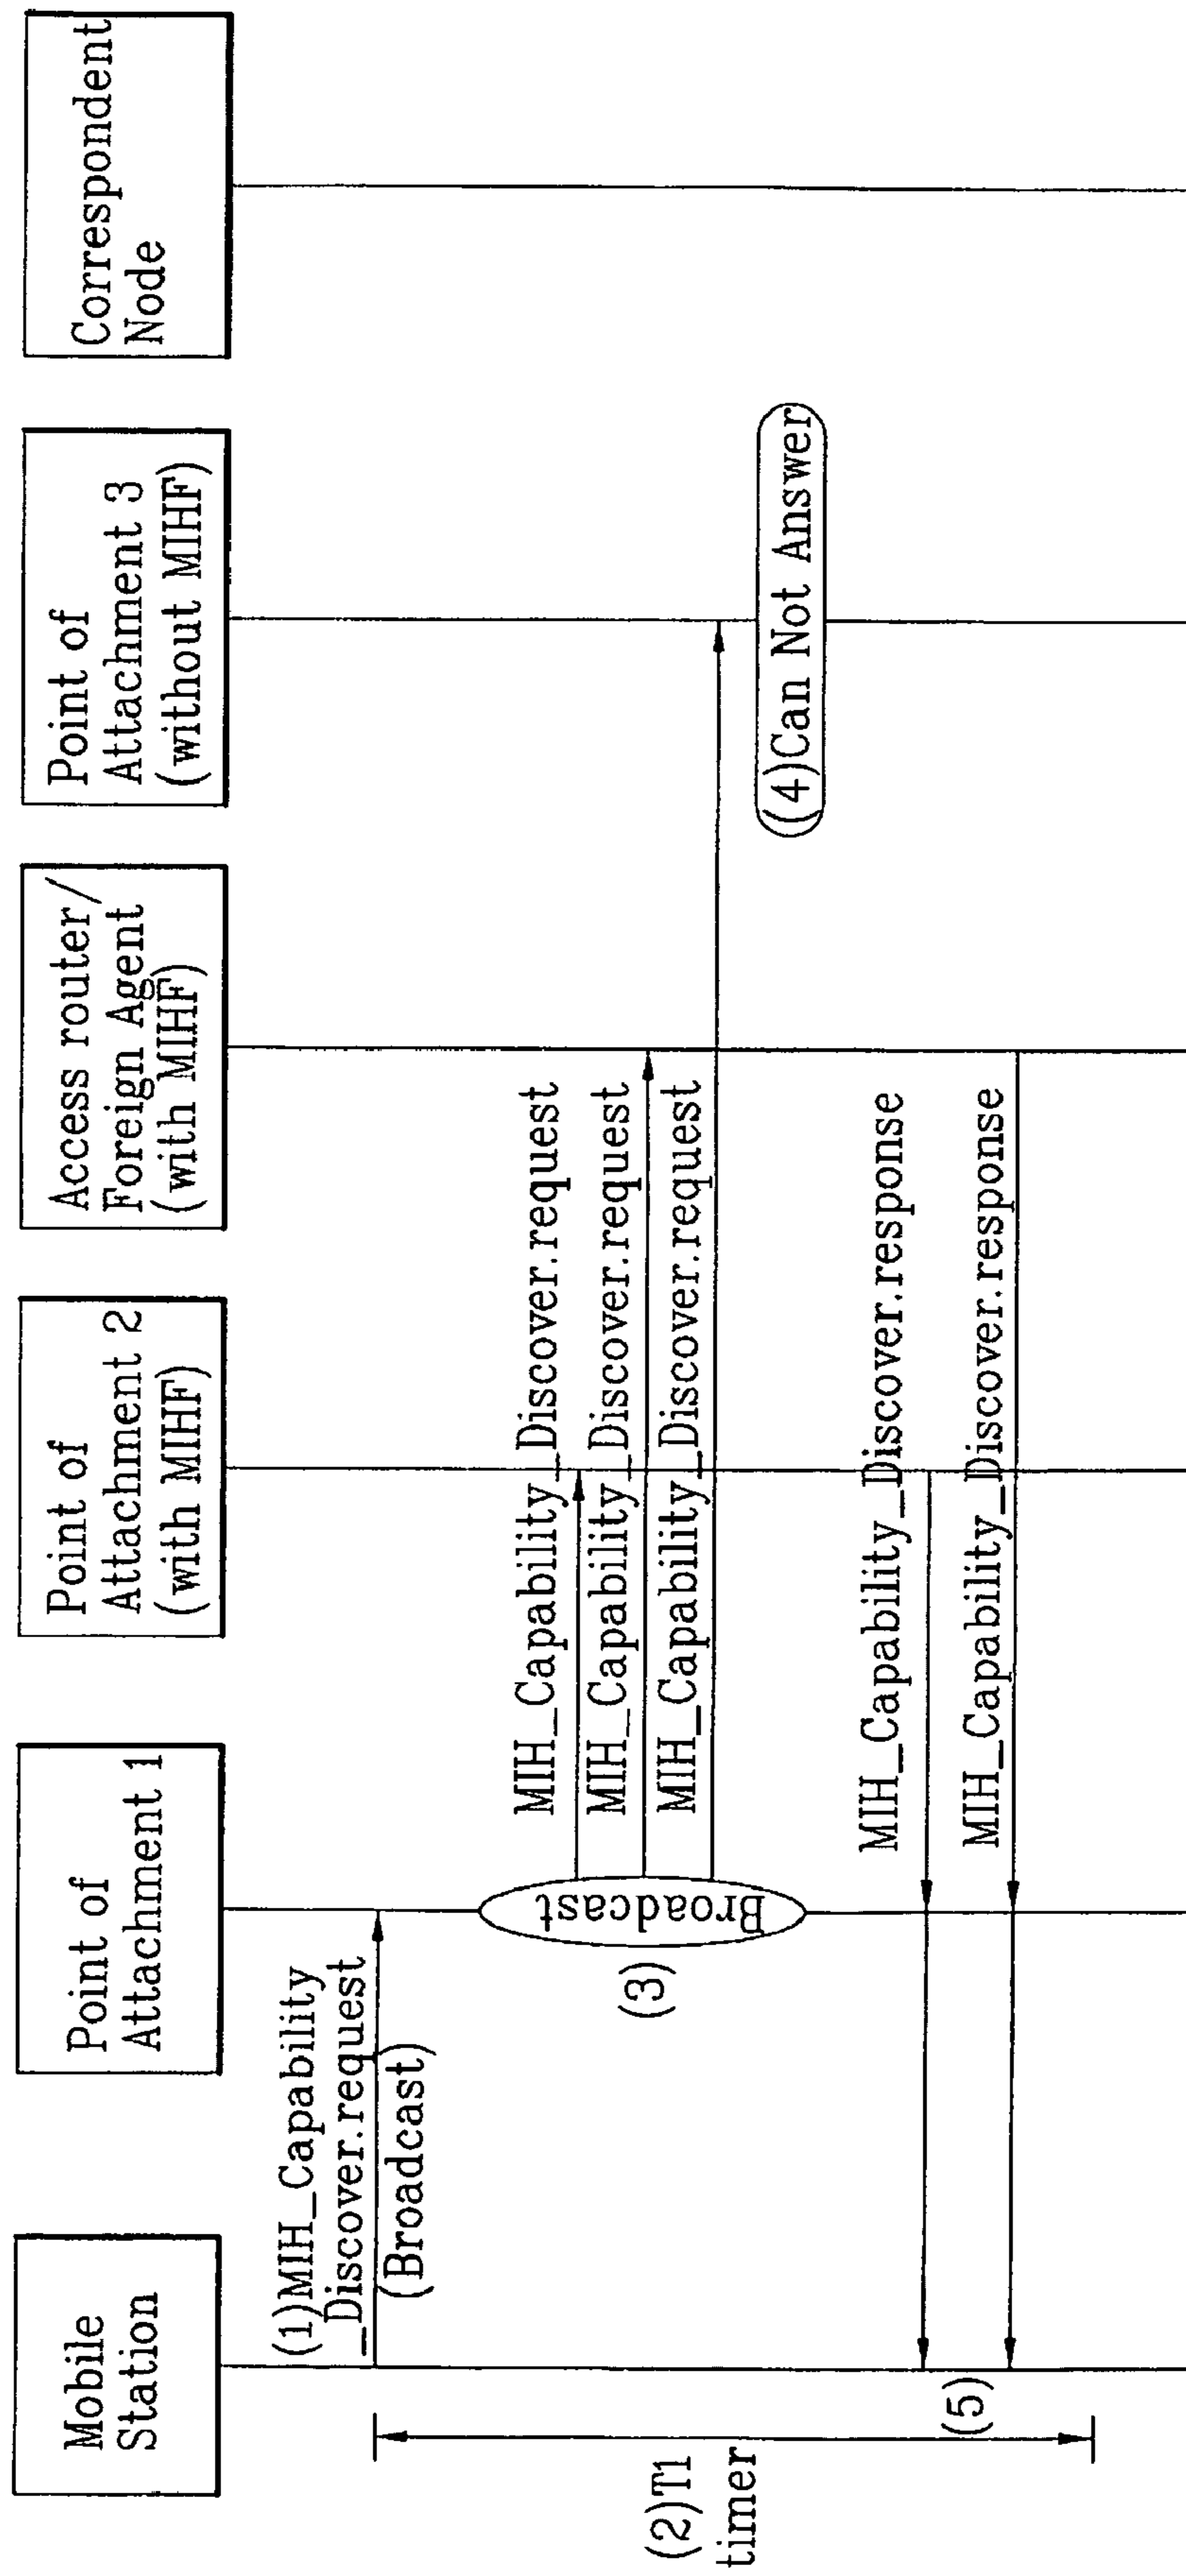 Mobile
Station
Point of
Attachment 1
Point of
Attachment 2
(with MIHF)
Access router/
Foreign Agent
(with MIHF)
Point of
Attachment 3
(without MIHF)
Correspondent
Node
(1)MIH_Capability
_Discover.request
(Broadcast)
(2)T1
timer
(3)
Broadcast
MIH_Capability_Discover.request
MIH_Capability_Discover.request
MIH_Capability_Discover.request
(4)Can Not Answer
MIH_Capability_Discover.response
MIH_Capability_Discover.response
(5)